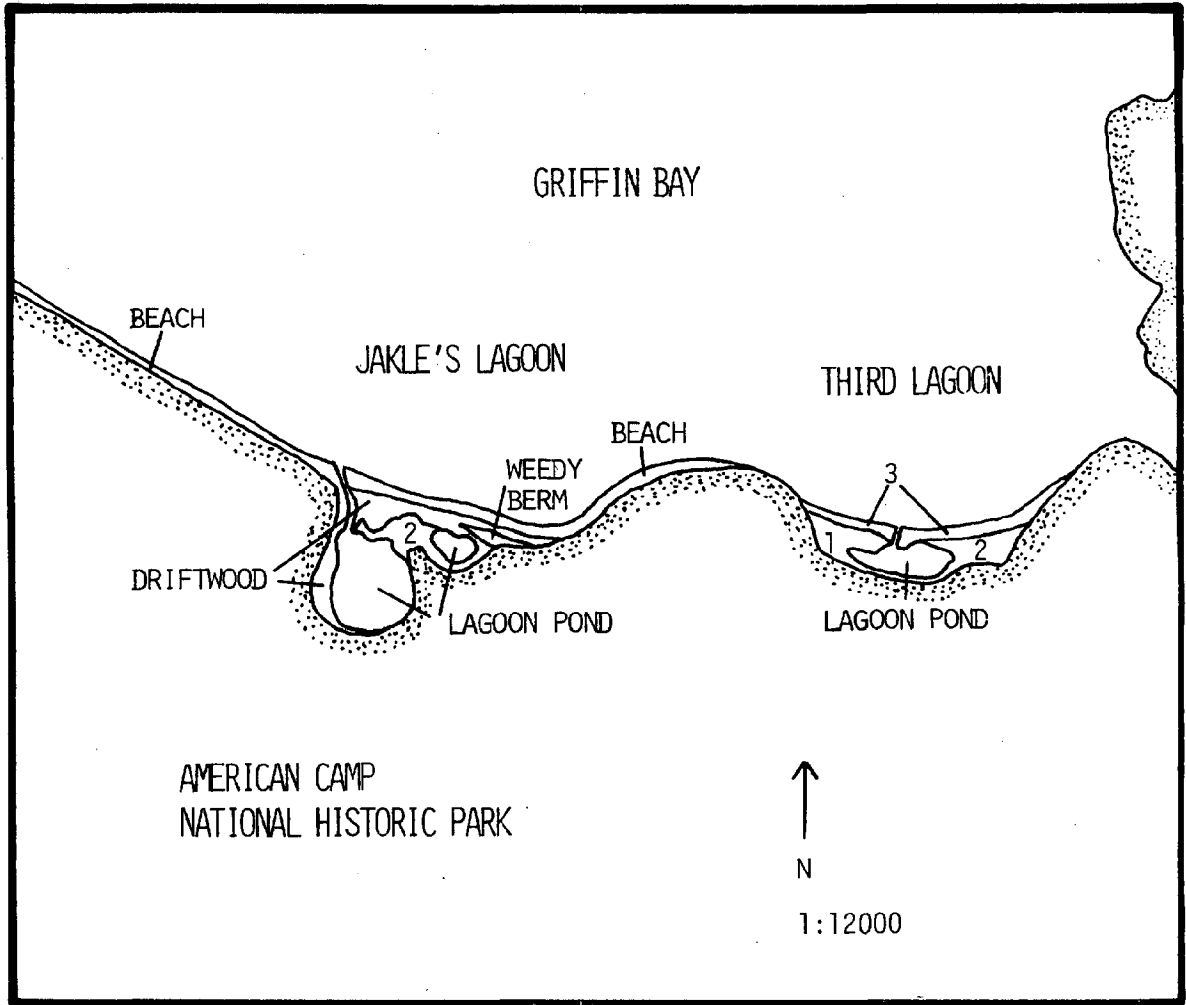 GRIFFIN BAY
BEACH
JAKLE'S LAGOON
THIRD LAGOON
BEACH
WEEDY
BERM
3
2
1
2
DRIFTWOOD
LAGOON POND
LAGOON POND
AMERICAN CAMP
NATIONAL HISTORIC PARK
N
1:12000